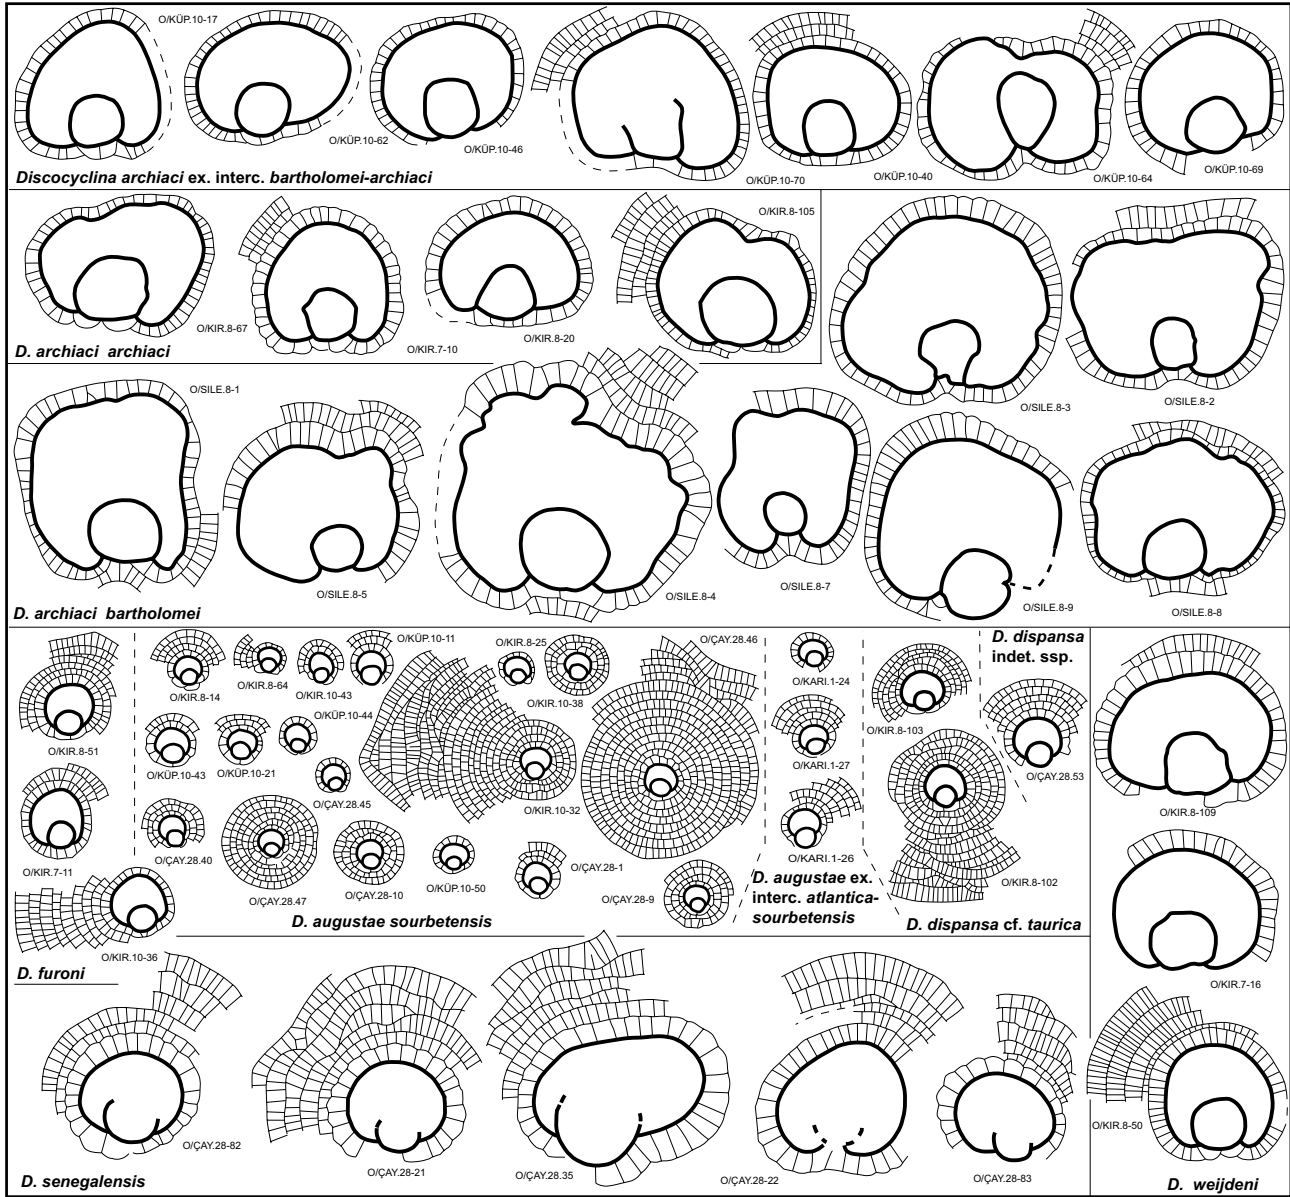 O/KÜP.10-17
O/KÜP.10-62
O/KÜP.10-46
O/KÜP.10-70
O/KÜP.10-40
O/KÜP.10-64
O/KÜP.10-69
Discocyclina archiaci ex. interc. bartholomei-archiaci
O/KIR.8-67
O/KIR.7-10
O/KIR.8-20
O/KIR.8-105
D. archiaci archiaci
O/SILE.8-3
O/SILE.8-2
O/SILE.8-1
O/SILE.8-5
O/SILE.8-4
O/SILE.8-7
O/SILE.8-9
O/SILE.8-8
D. archiaci bartholomei
O/KIR.8-51
O/KIR.7-11
O/KIR.10-36
D. furoni
O/KIR.8-14
O/KIR.8-64
O/KIR.10-43
O/KÜP.10-11
O/KIR.8-25
O/KIR.10-38
O/ÇAY.28.46
O/KÜP.10-43
O/KÜP.10-21
O/KÜP.10-44
O/ÇAY.28.45
O/KIR.10-32
O/ÇAY.28.40
O/ÇAY.28.47
O/ÇAY.28-10
O/KÜP.10-50
O/ÇAY.28-1
O/ÇAY.28-9
D. augustae sourbetensis
O/KARI.1-24
O/KARI.1-27
O/KARI.1-26
D. augustae ex.
interc. atlantica-
sourbetensis
O/KIR.8-103
O/KIR.8-102
D. dispansa cf. taurica
D. dispansa
indet. ssp.
O/ÇAY.28.53
O/KIR.8-109
O/KIR.7-16
O/KIR.8-50
D. weijdeni
O/ÇAY.28-82
O/ÇAY.28-21
O/ÇAY.28.35
O/ÇAY.28-22
O/ÇAY.28-83
D. senegalensis